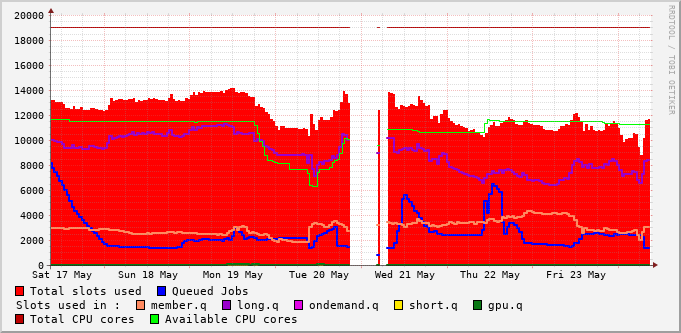 20000
18000
16000
14000
12000
10000
8000
6000
4000
2000
0
Sat 17 May Sun 18 May Mon 19 May Tue 20 May Wed 21 May Thu 22 May Fri 23 May
Total slots used Queued Jobs
Slots used in : member.q long.q ondemand.q short.q gpu.q
Total CPU cores Available CPU cores
RRDTOOL / TOBI OETIKER